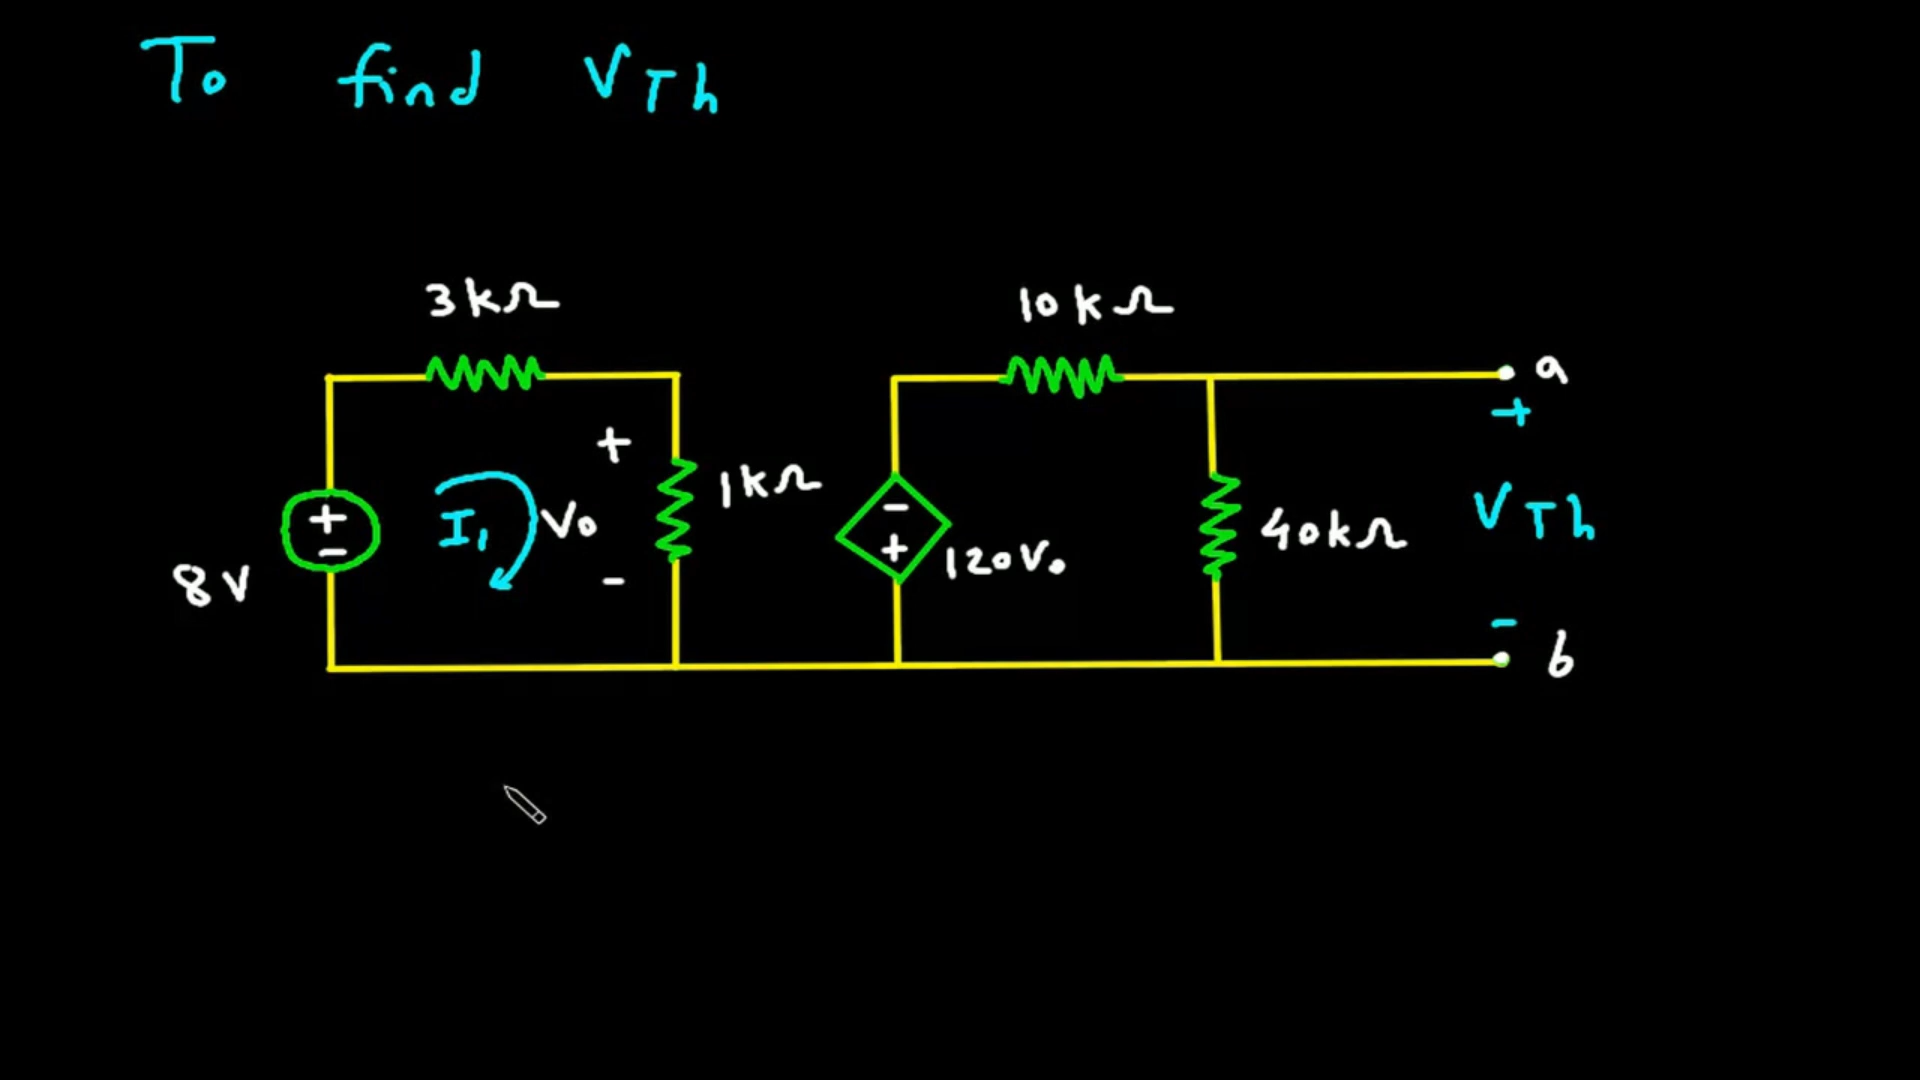 To find VTh
3kΩ
10kΩ
a
+
+
1kΩ
8V
+
-
I1
Vo
-
+
120Vo
40kΩ
VTh
-
-
b